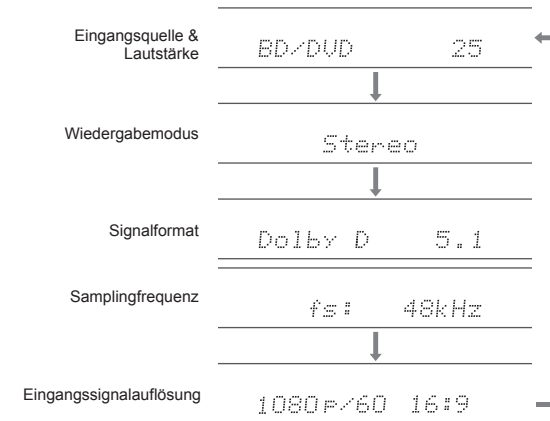 Eingangsquelle &
Lautstärke
BD/DVD 25
Wiedergabemodus
Stereo
Signalformat
Dolby D 5.1
Samplingfrequenz
fs: 48kHz
Eingangssignalauflösung
1080p/60 16:9